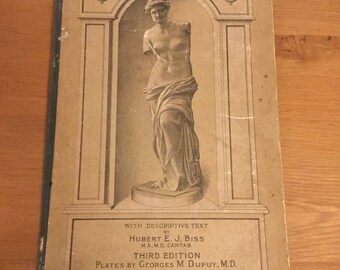 WITH DESCRIPTIVE TEXT
BY
HUBERT E. J. BISS
M.A. M.D. CANTAB
THIRD EDITION
PLATES BY GEORGES M. DUPUY, M.D.